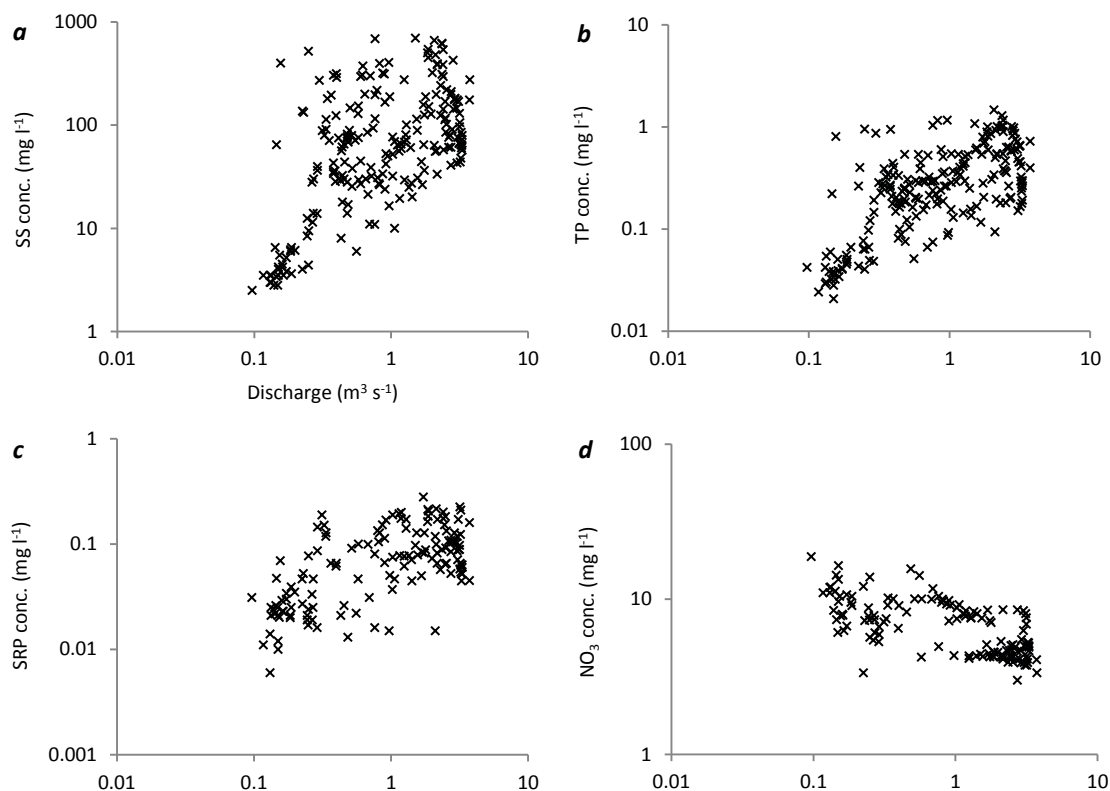 a
1000
100
10
1
SS conc. (mg l⁻¹)
0.01 0.1 1 10
Discharge (m³ s⁻¹)
b
10
1
0.1
0.01
TP conc. (mg l⁻¹)
0.01 0.1 1 10
c
1
0.1
0.01
0.001
SRP conc. (mg l⁻¹)
0.01 0.1 1 10
d
100
10
1
NO₃ conc. (mg l⁻¹)
0.01 0.1 1 10